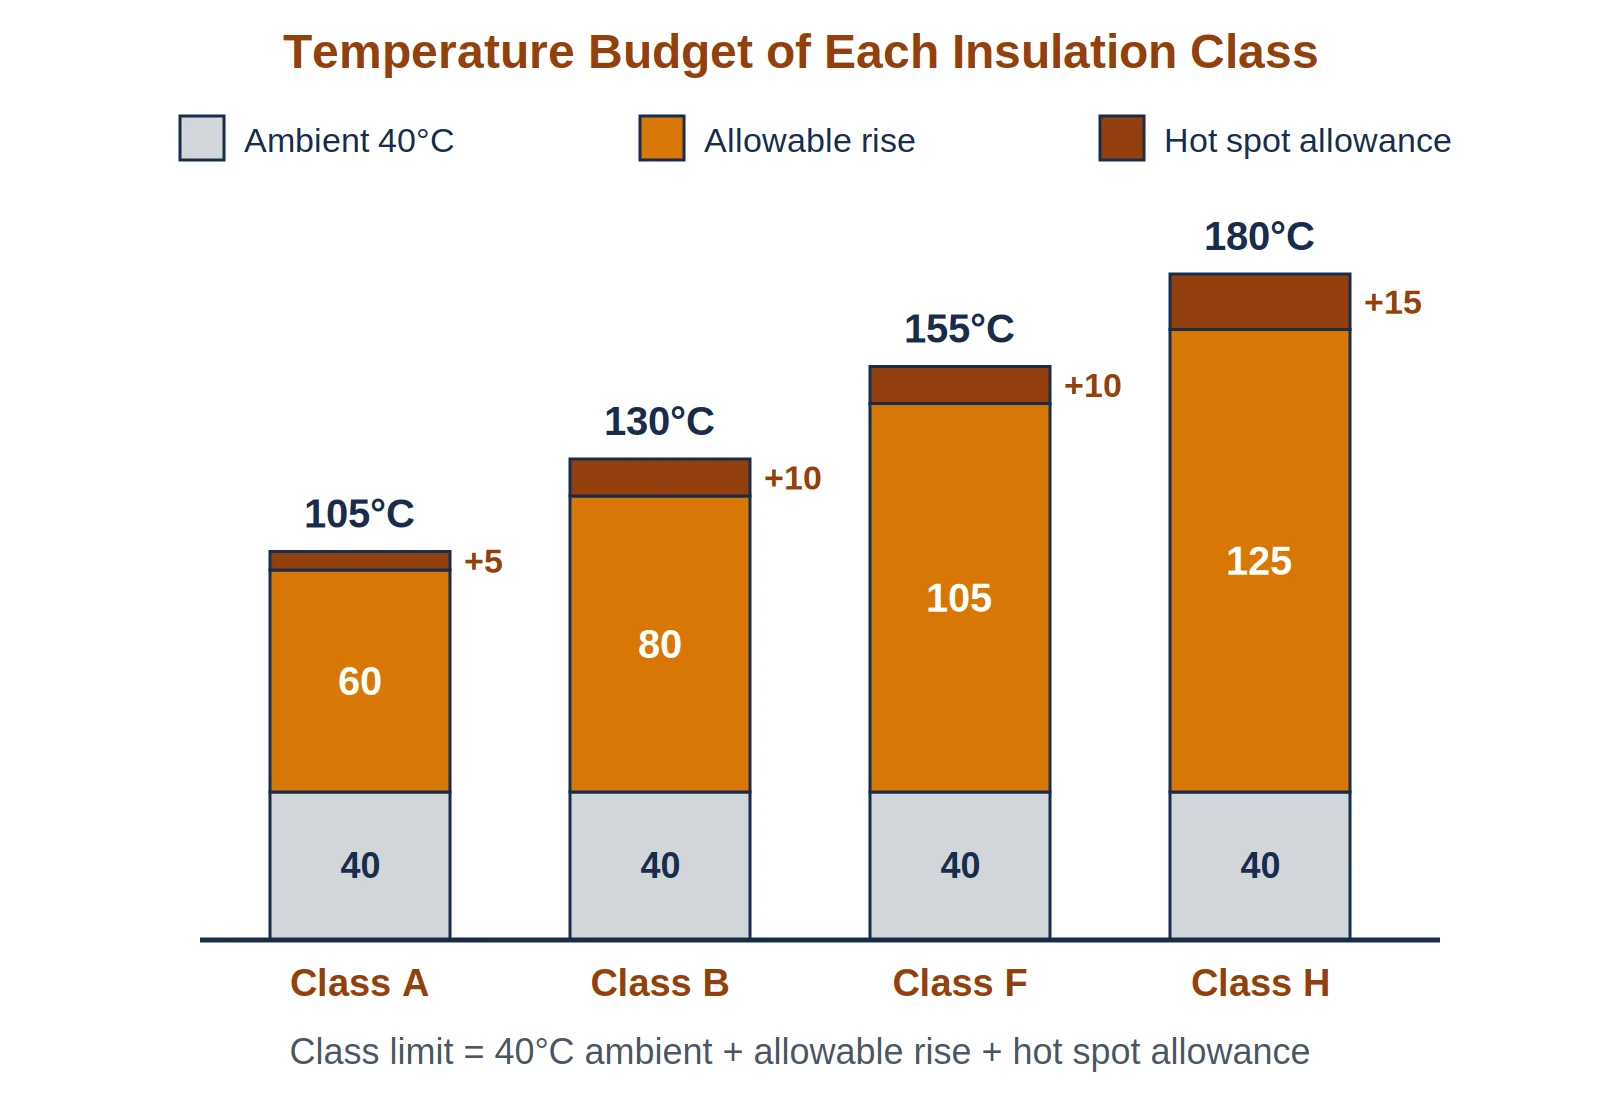 Temperature Budget of Each Insulation Class
Ambient 40°C
Allowable rise
Hot spot allowance
105°C
+5
60
40
130°C
+10
80
40
155°C
+10
105
40
180°C
+15
125
40
Class A
Class B
Class F
Class H
Class limit = 40°C ambient + allowable rise + hot spot allowance